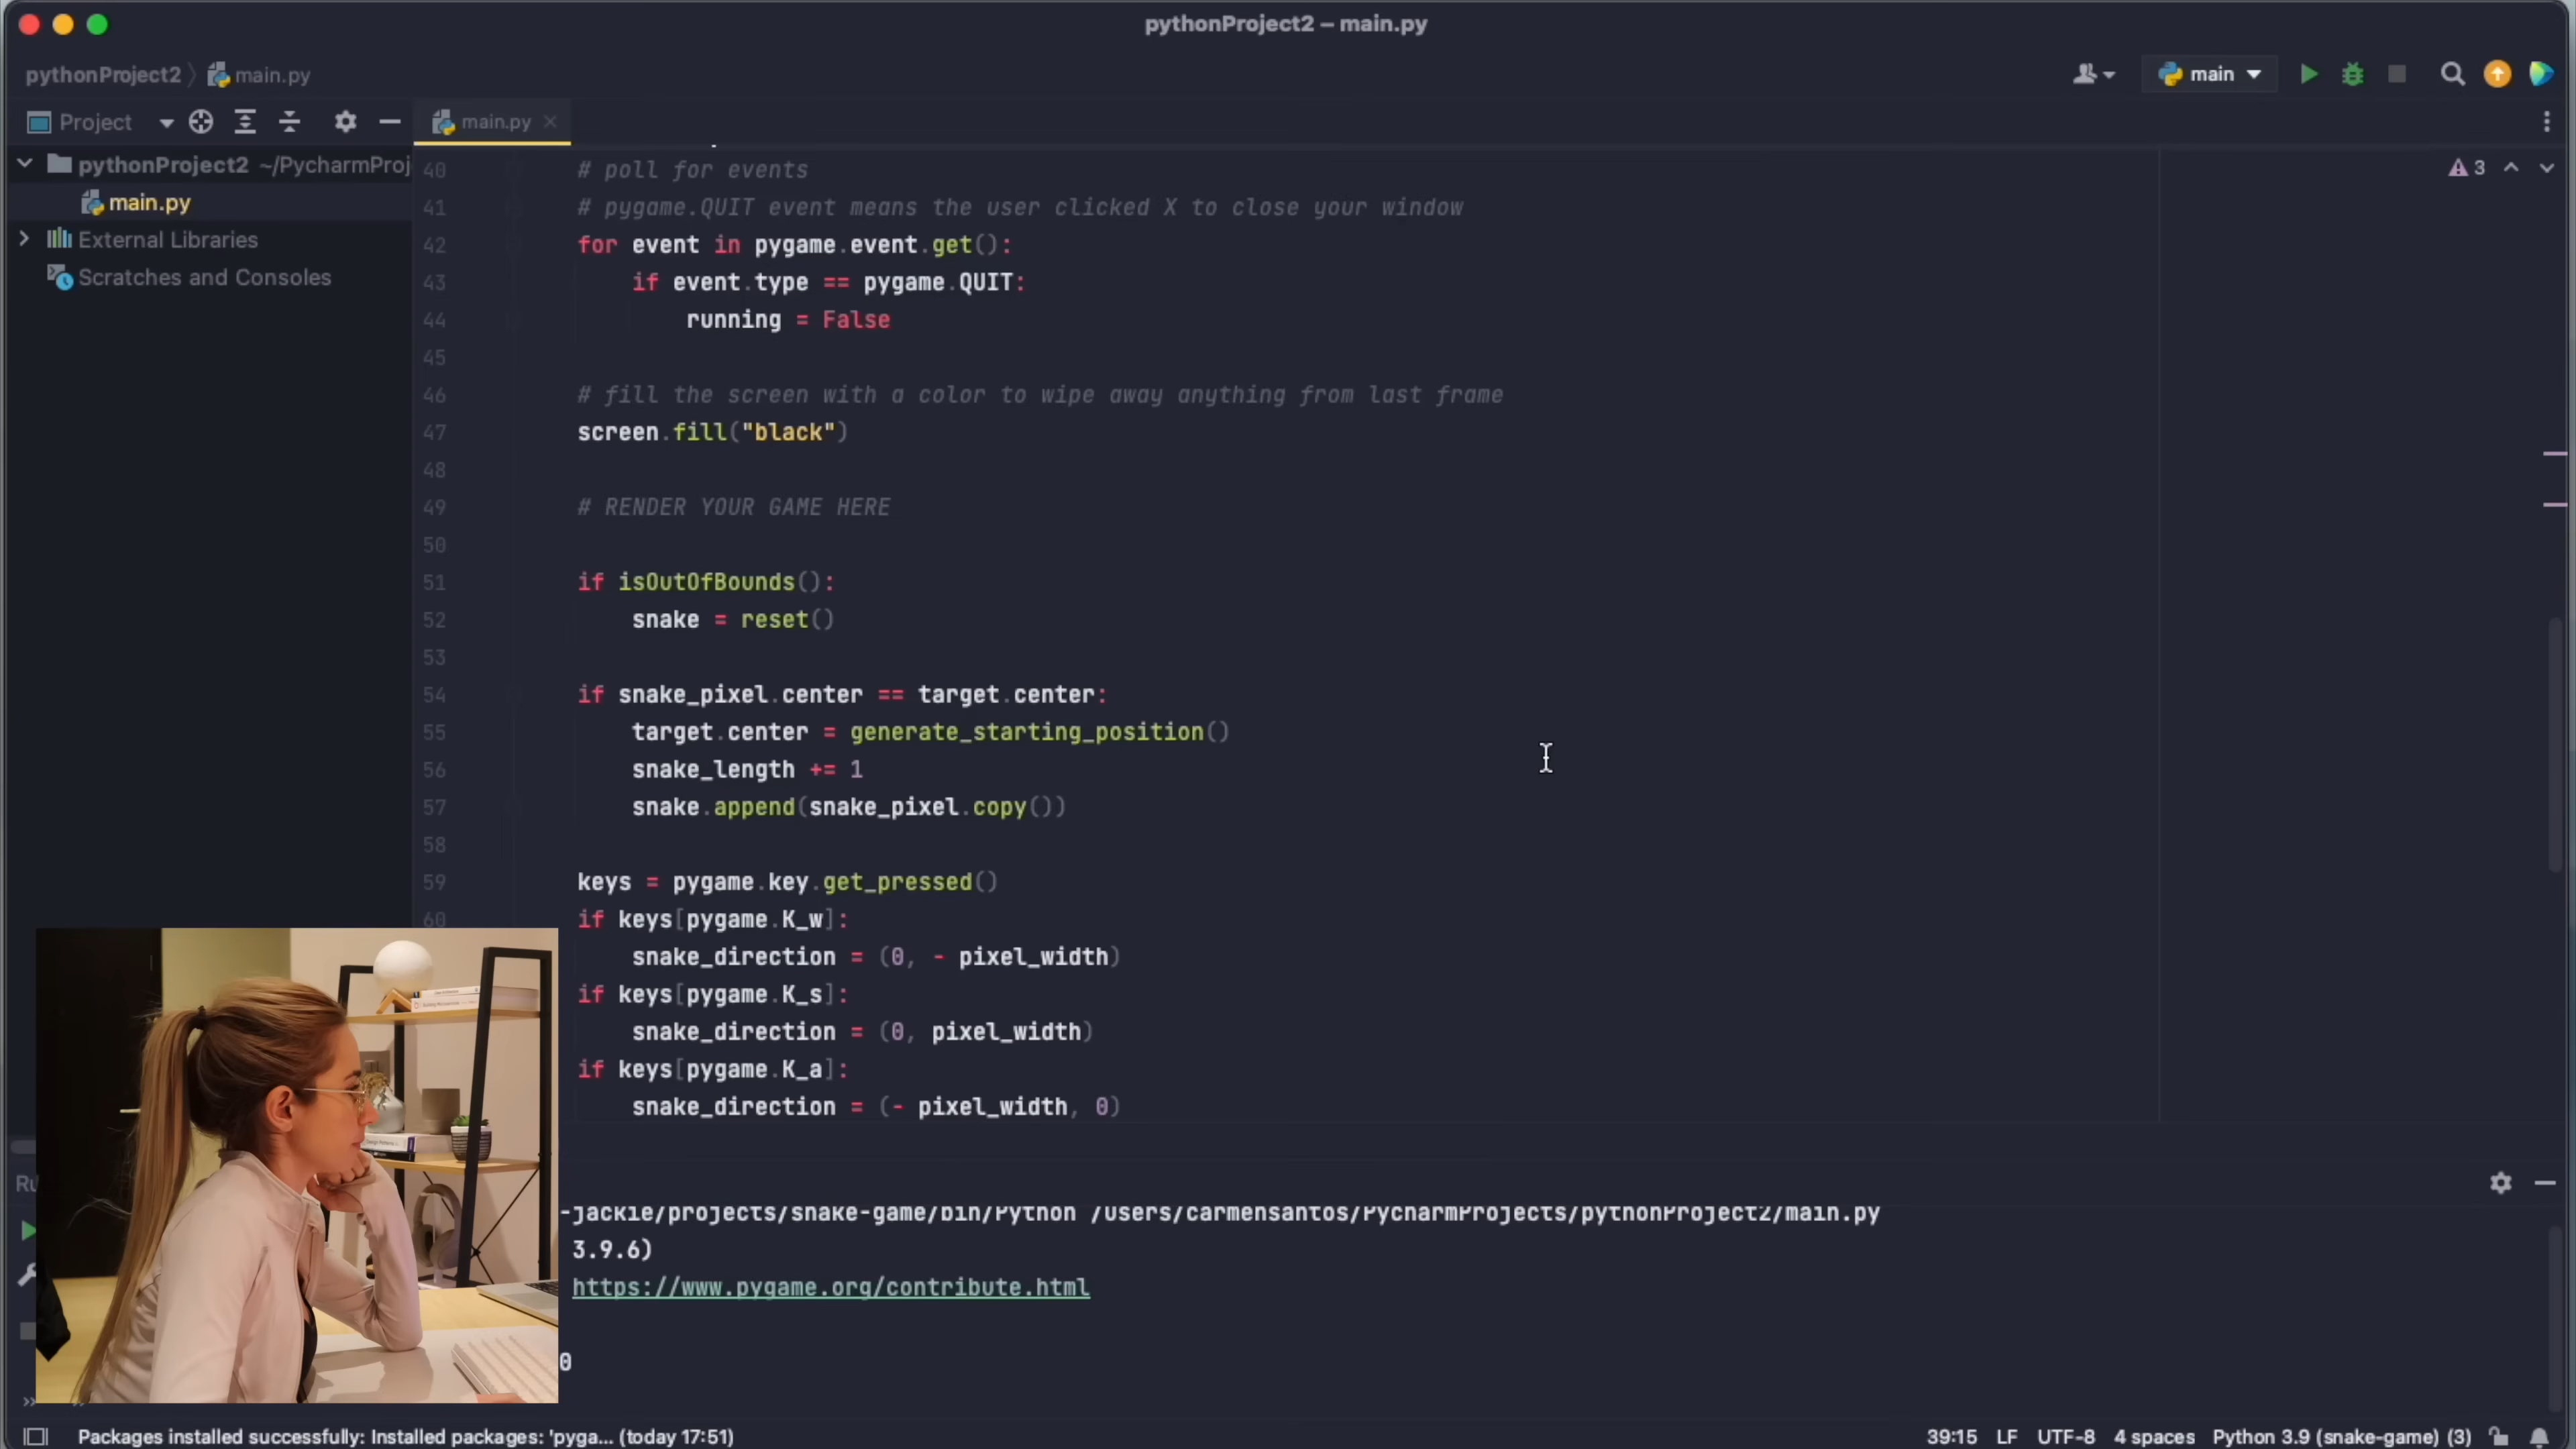 pythonProject2 – main.py
pythonProject2 main.py
main
Project
main.py
pythonProject2 ~/PycharmProj
main.py
External Libraries
Scratches and Consoles
3
40 # poll for events
41 # pygame.QUIT event means the user clicked X to close your window
42 for event in pygame.event.get():
43 if event.type == pygame.QUIT:
44 running = False
45
46 # fill the screen with a color to wipe away anything from last frame
47 screen.fill("black")
48
49 # RENDER YOUR GAME HERE
50
51 if isOutOfBounds():
52 snake = reset()
53
54 if snake_pixel.center == target.center:
55 target.center = generate_starting_position()
56 snake_length += 1
57 snake.append(snake_pixel.copy())
58
59 keys = pygame.key.get_pressed()
60 if keys[pygame.K_w]:
snake_direction = (0, - pixel_width)
if keys[pygame.K_s]:
snake_direction = (0, pixel_width)
if keys[pygame.K_a]:
snake_direction = (- pixel_width, 0)
Ru
-jackie/projects/snake-game/bin/Python /Users/carmensantos/PycharmProjects/pythonProject2/main.py
3.9.6)
https://www.pygame.org/contribute.html
0
Packages installed successfully: Installed packages: 'pyga... (today 17:51)
39:15 LF UTF-8 4 spaces Python 3.9 (snake-game) (3)